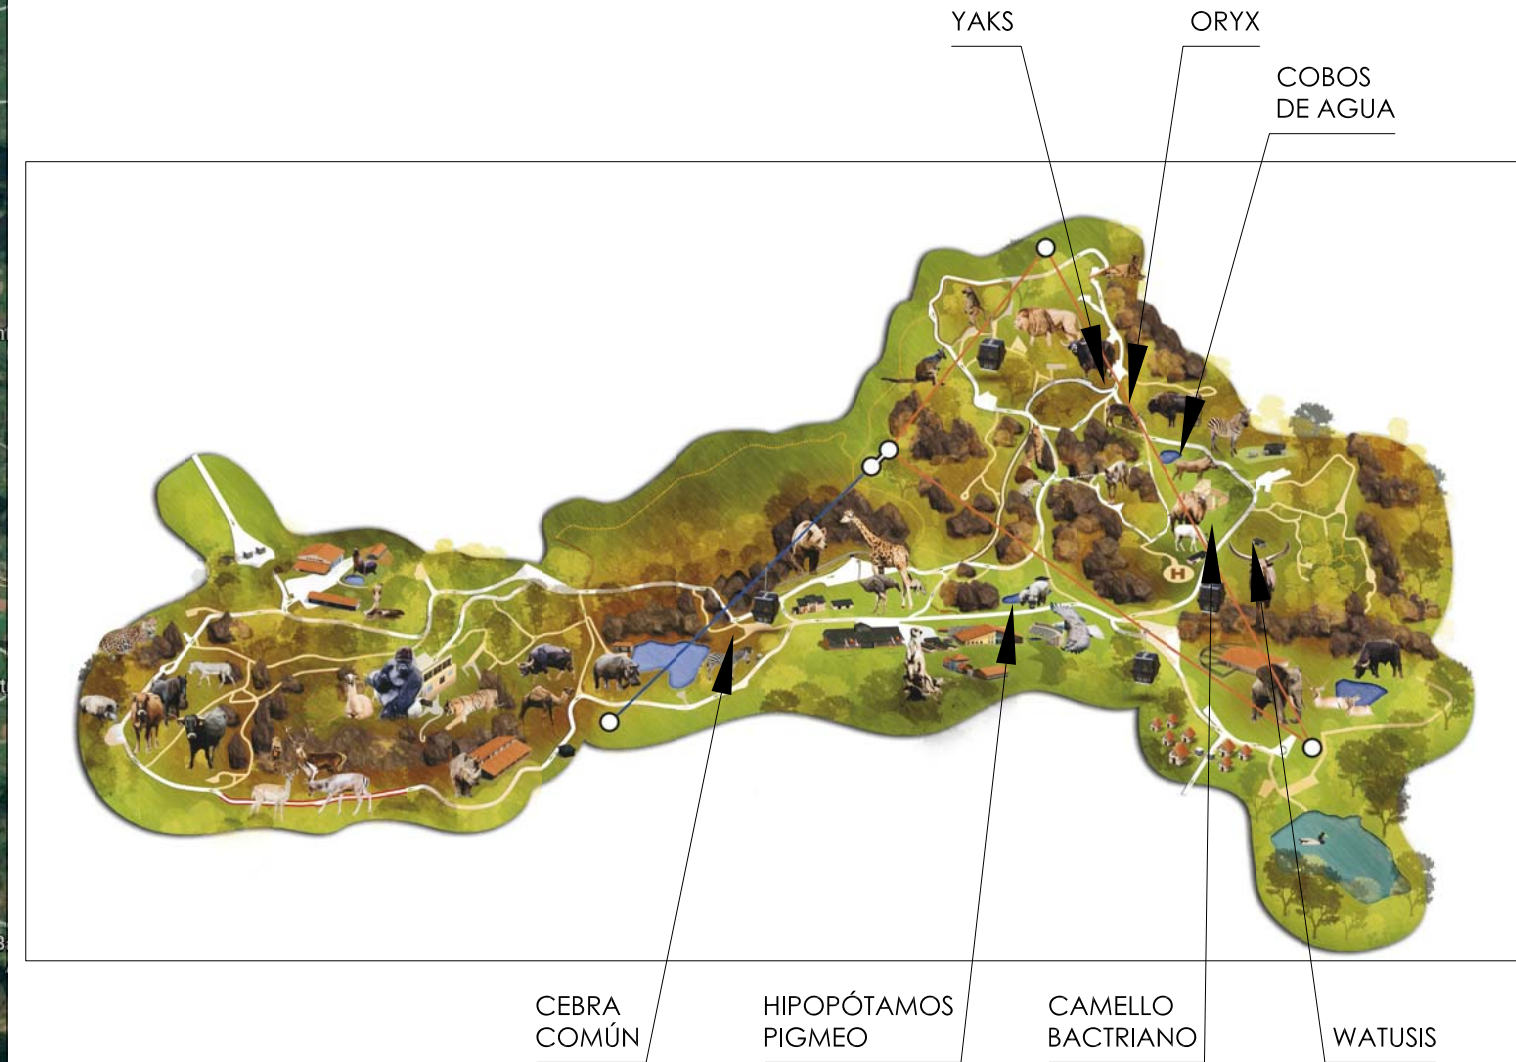 YAKS
ORYX
COBOS
DE AGUA
H
CEBRA
COMÚN
HIPOPÓTAMOS
PIGMEO
CAMELLO
BACTRIANO
WATUSIS